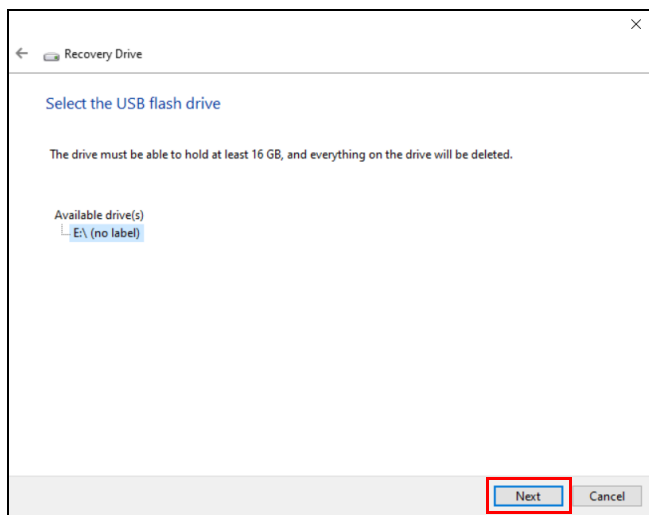 Recovery Drive
Select the USB flash drive
The drive must be able to hold at least 16 GB, and everything on the drive will be deleted.
Available drive(s)
E:\ (no label)
Next Cancel